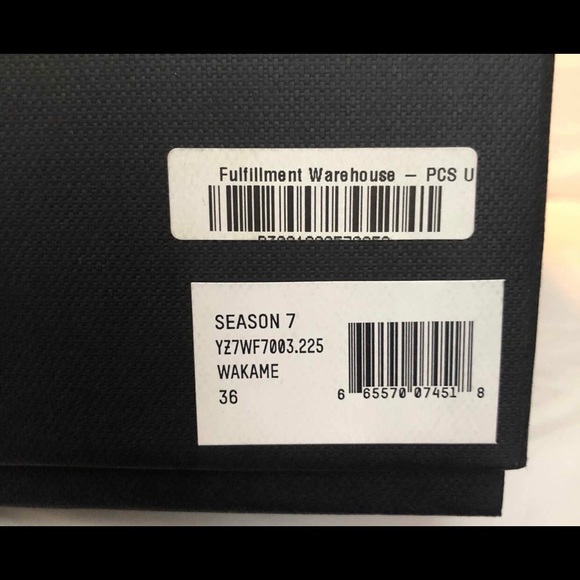 Fulfillment Warehouse – PCS U
SEASON 7
YZ7WF7003.225
WAKAME
36
6 65570 07451 8